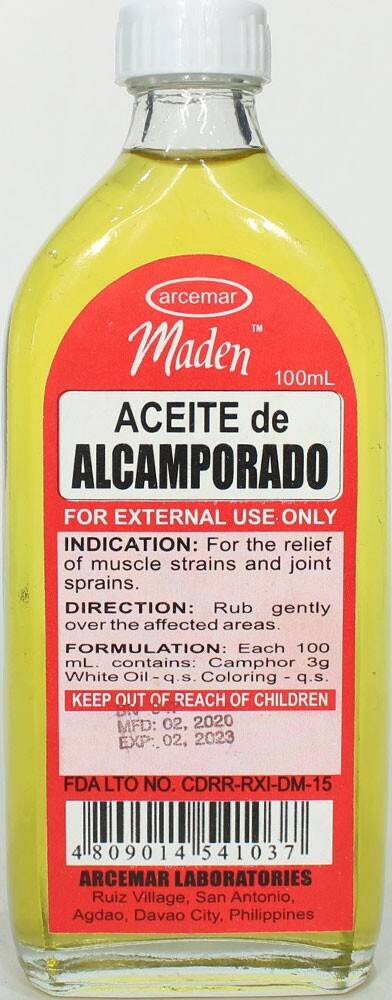 arcemar
Maden™
100mL
ACEITE de
ALCAMPORADO
FOR EXTERNAL USE ONLY
INDICATION: For the relief
of muscle strains and joint
sprains.
DIRECTION: Rub gently
over the affected areas.
FORMULATION: Each 100
mL. contains: Camphor 3g
White Oil - q.s. Coloring - q.s.
KEEP OUT OF REACH OF CHILDREN
MFD: 02, 2020
EXP: 02, 2023
FDA LTO NO. CDRR-RXI-DM-15
4 809014 541037
ARCEMAR LABORATORIES
Ruiz Village, San Antonio,
Agdao, Davao City, Philippines